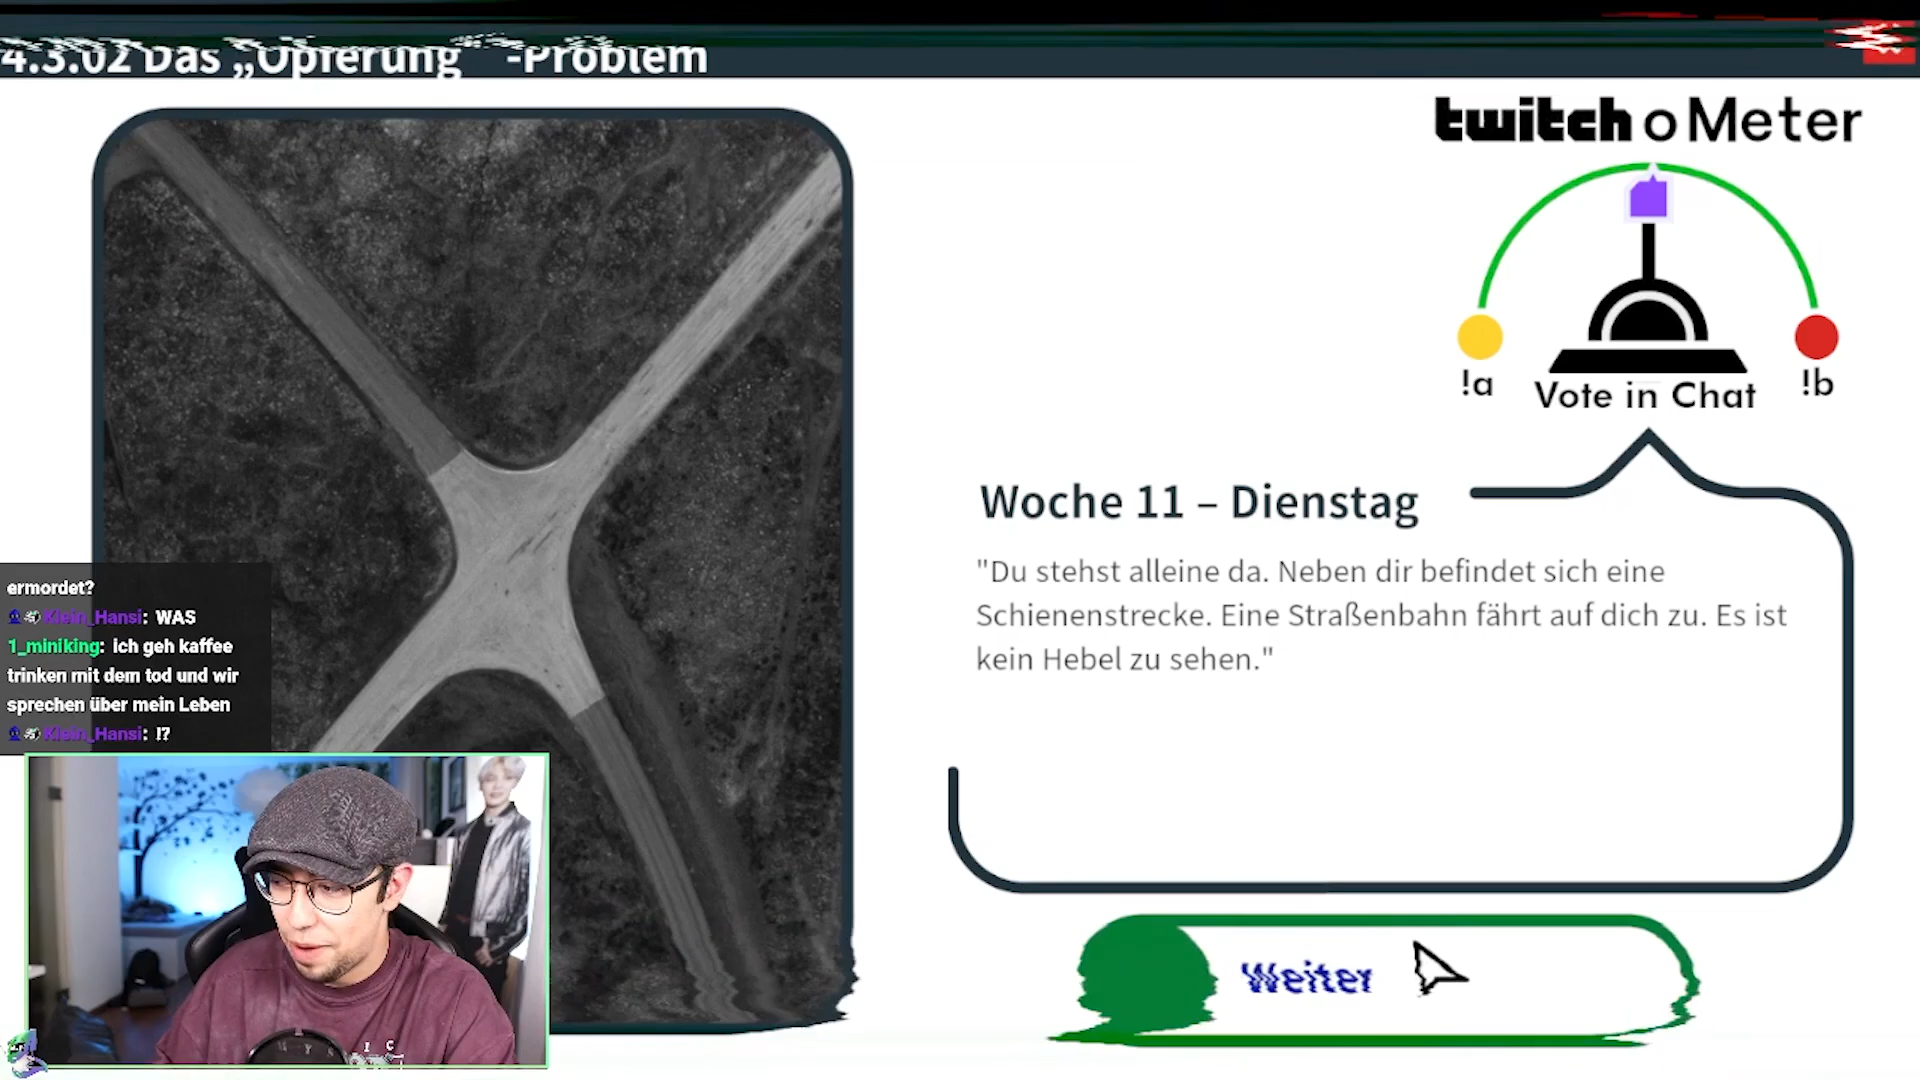 4.3.02 Das „Opferung“-Problem
twitch o Meter
!a
Vote in Chat
!b
Woche 11 – Dienstag
"Du stehst alleine da. Neben dir befindet sich eine
Schienenstrecke. Eine Straßenbahn fährt auf dich zu. Es ist
kein Hebel zu sehen."
Weiter
ermordet?
Klein_Hansi: WAS
1_miniking: ich geh kaffee
trinken mit dem tod und wir
sprechen über mein Leben
Klein_Hansi: !?